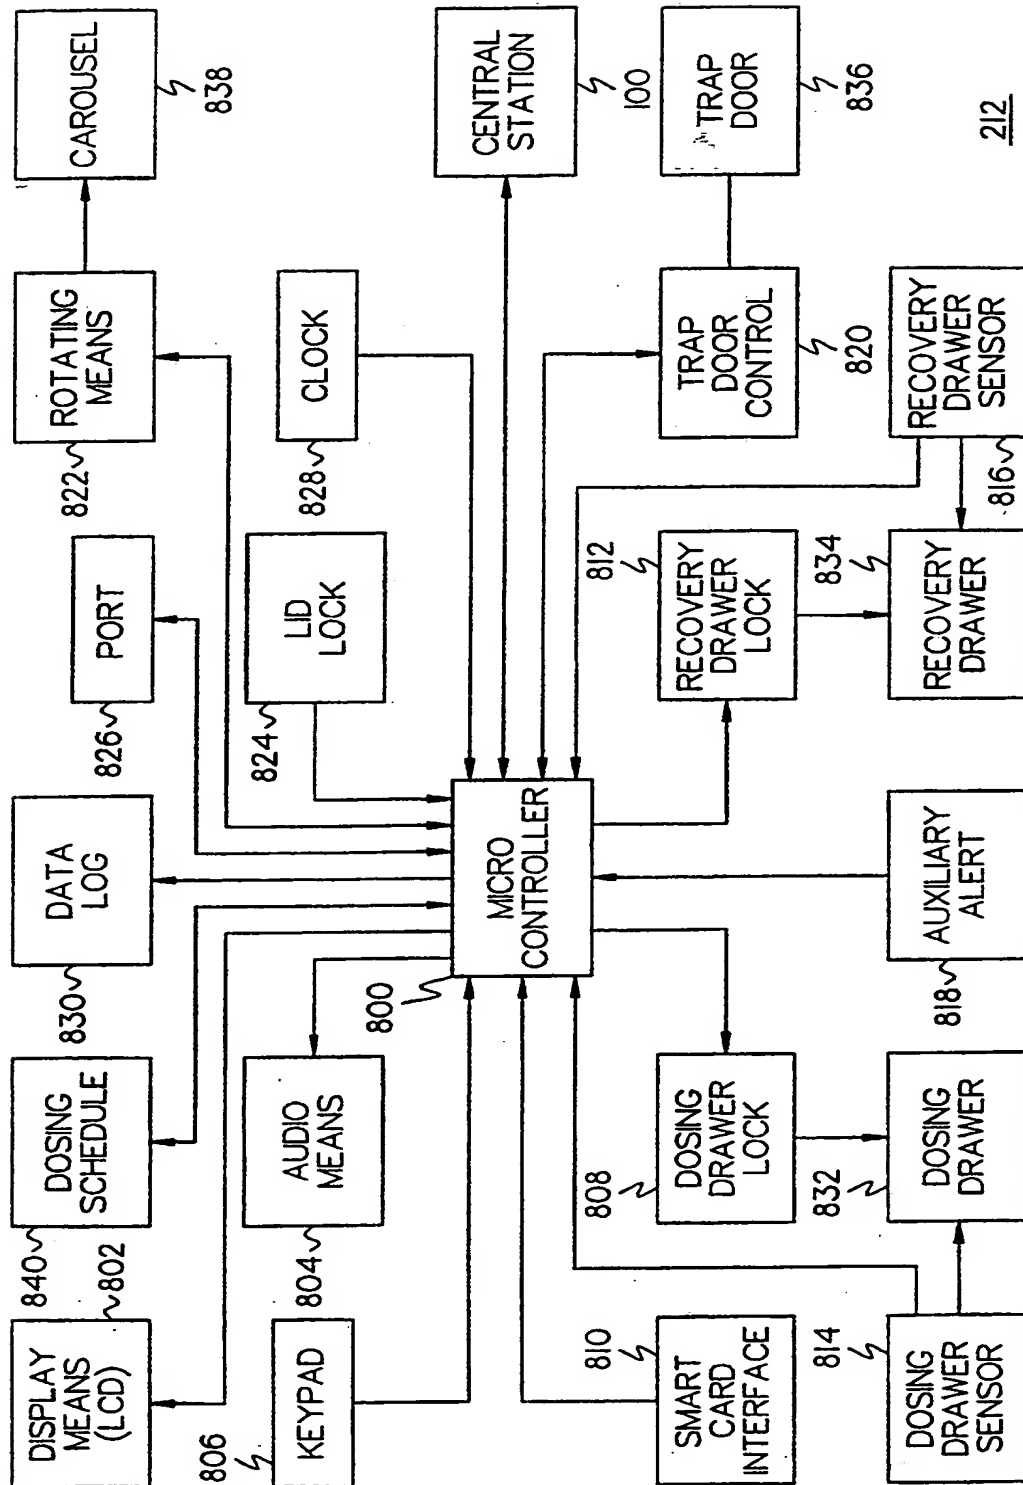 DISPLAY
MEANS
(LCD)
802
840
DOSING
SCHEDULE
830
DATA
LOG
826
PORT
822
ROTATING
MEANS
CAROUSEL
838
806
KEYPAD
804
AUDIO
MEANS
824
LID
LOCK
828
CLOCK
800
MICRO
CONTROLLER
CENTRAL
STATION
100
810
SMART
CARD
INTERFACE
808
DOSING
DRAWER
LOCK
812
RECOVERY
DRAWER
LOCK
TRAP
DOOR
CONTROL
820
TRAP
DOOR
836
814
DOSING
DRAWER
SENSOR
832
DOSING
DRAWER
818
AUXILIARY
ALERT
834
RECOVERY
DRAWER
816
RECOVERY
DRAWER
SENSOR
212